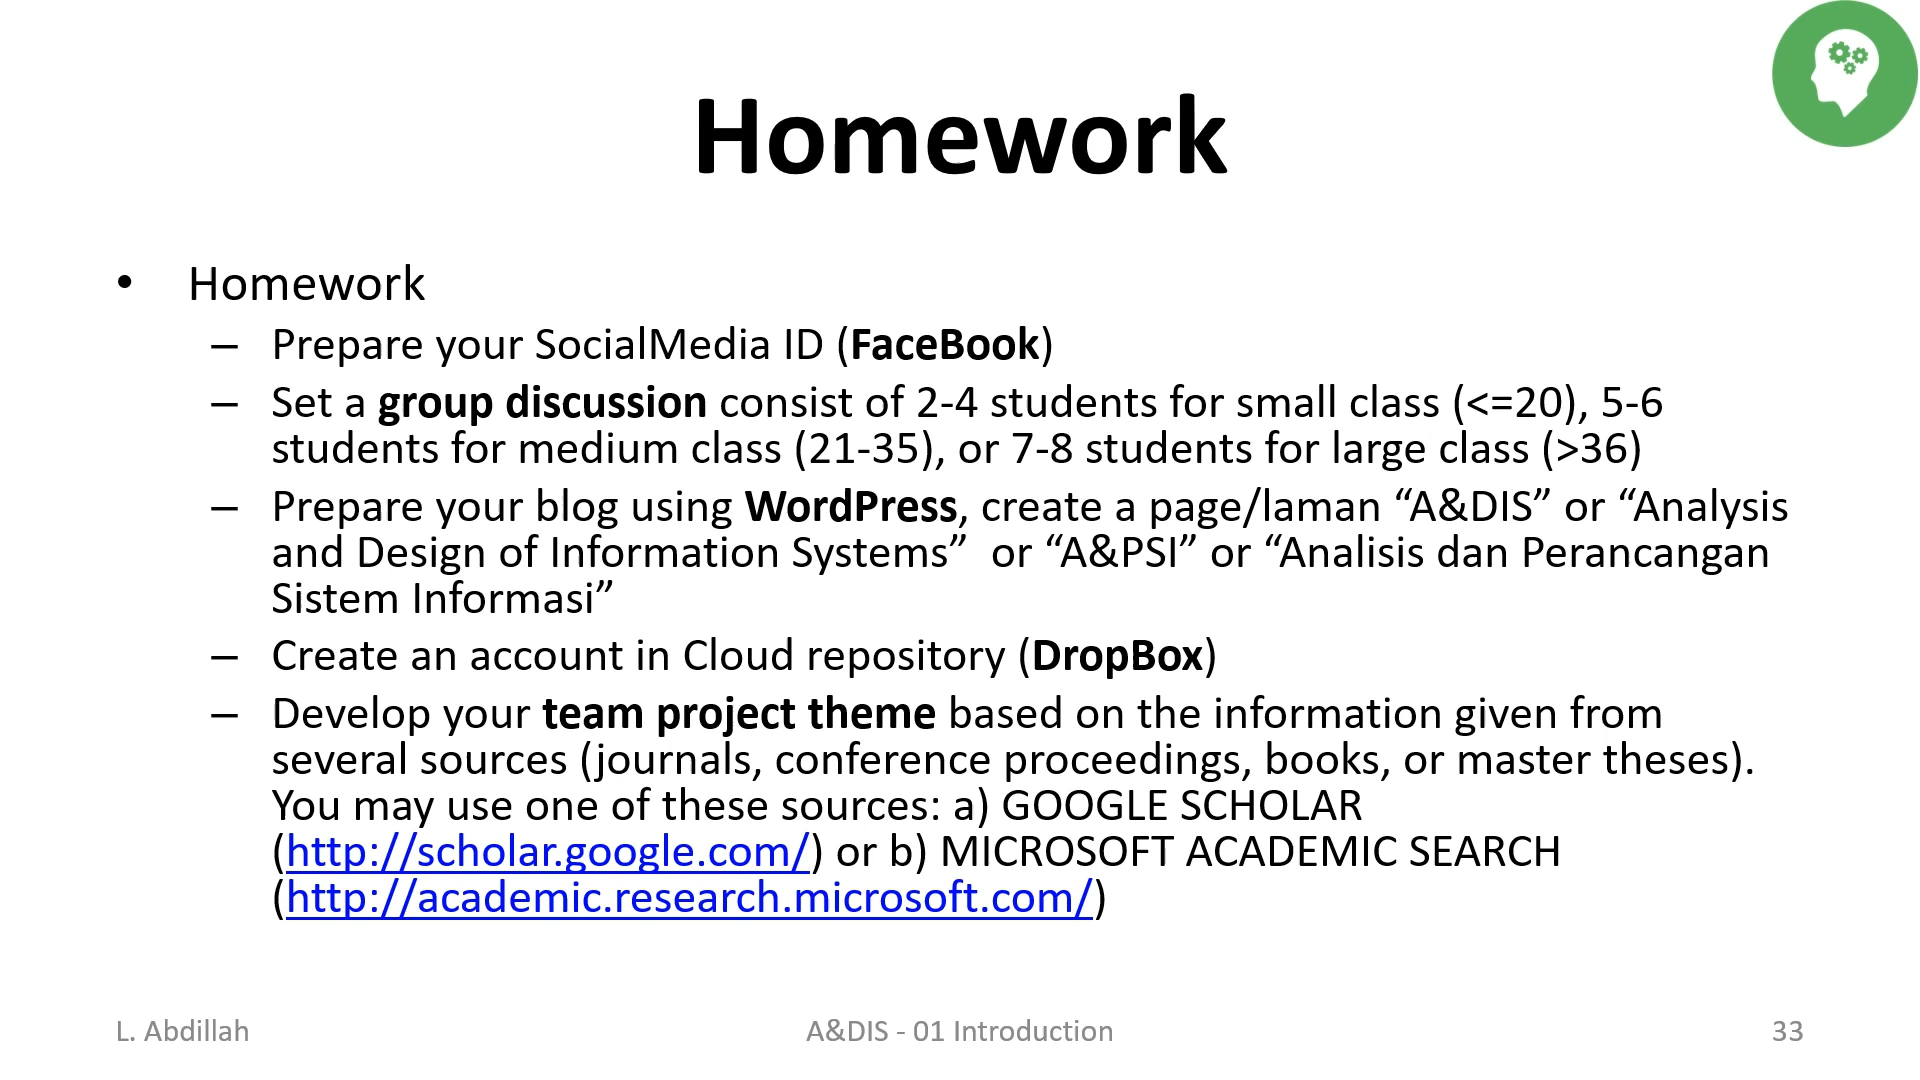 Homework
• Homework
– Prepare your SocialMedia ID (FaceBook)
– Set a group discussion consist of 2-4 students for small class (<=20), 5-6
students for medium class (21-35), or 7-8 students for large class (>36)
– Prepare your blog using WordPress, create a page/laman “A&DIS” or “Analysis
and Design of Information Systems”  or “A&PSI” or “Analisis dan Perancangan
Sistem Informasi”
– Create an account in Cloud repository (DropBox)
– Develop your team project theme based on the information given from
several sources (journals, conference proceedings, books, or master theses).
You may use one of these sources: a) GOOGLE SCHOLAR
(http://scholar.google.com/) or b) MICROSOFT ACADEMIC SEARCH
(http://academic.research.microsoft.com/)
L. Abdillah
A&DIS - 01 Introduction
33